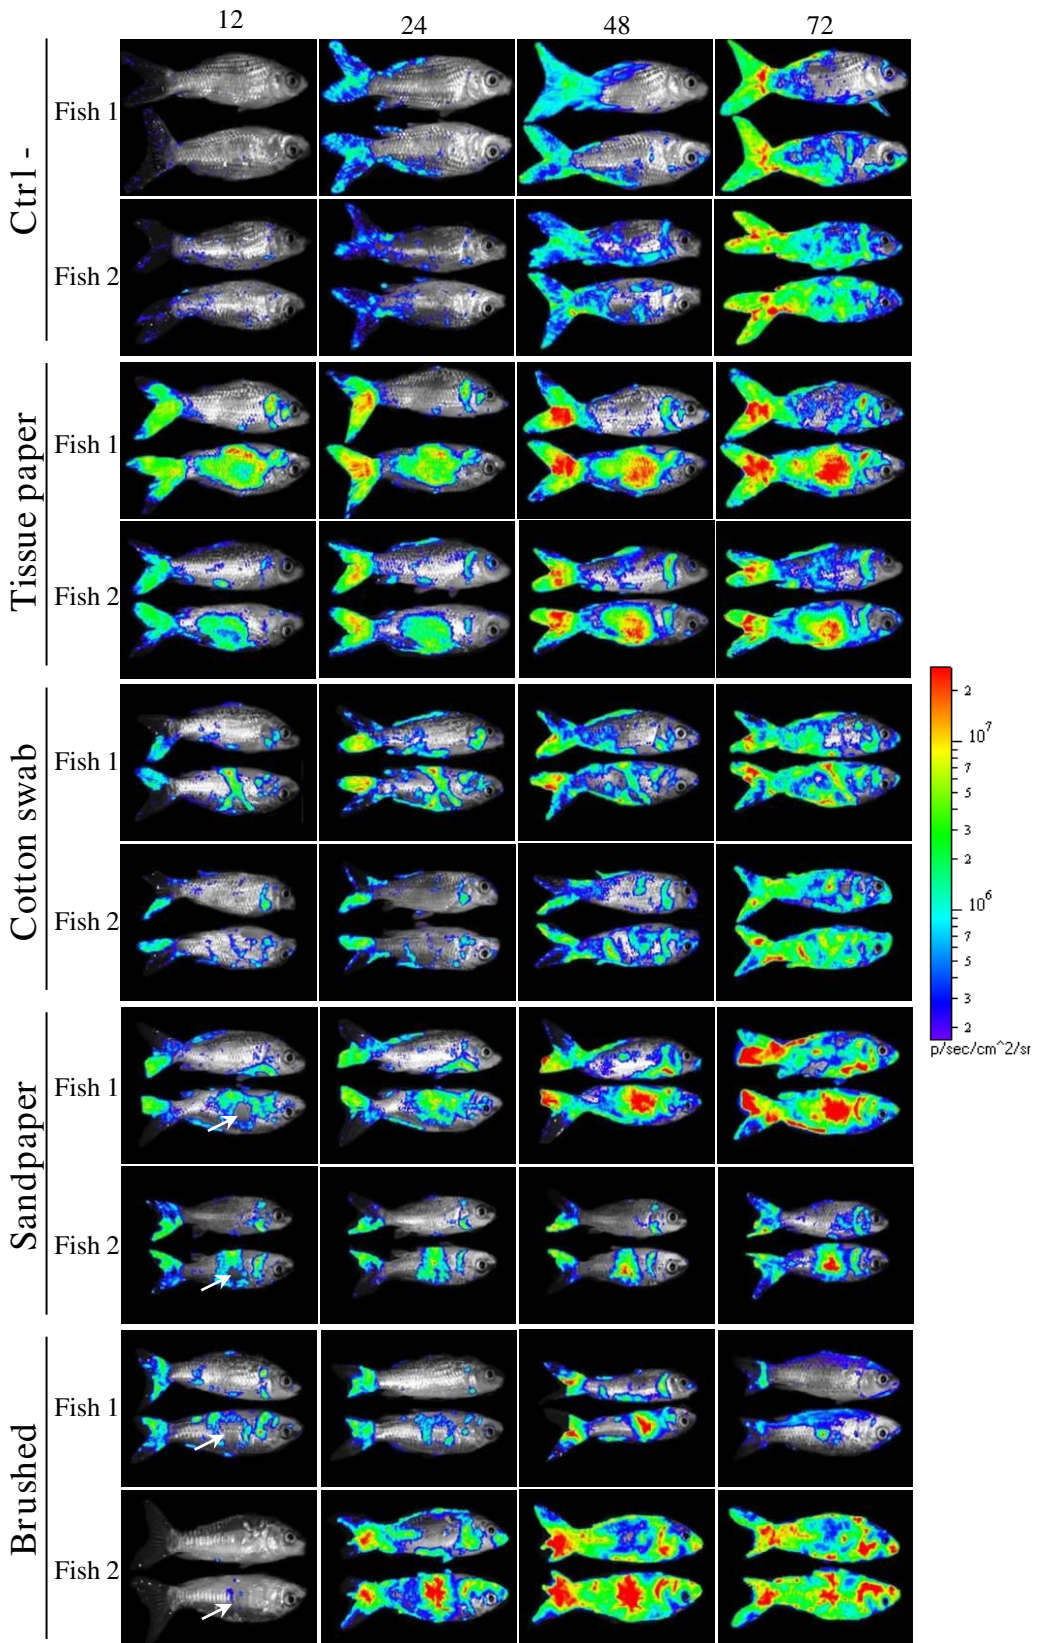 12 24 48 72
Ctrl -
Fish 1
Fish 2
Tissue paper
Fish 1
Fish 2
Cotton swab
Fish 1
Fish 2
Sandpaper
Fish 1
Fish 2
Brushed
Fish 1
Fish 2
2
10^7
7
5
3
2
10^6
7
5
3
2
p/sec/cm^2/sr